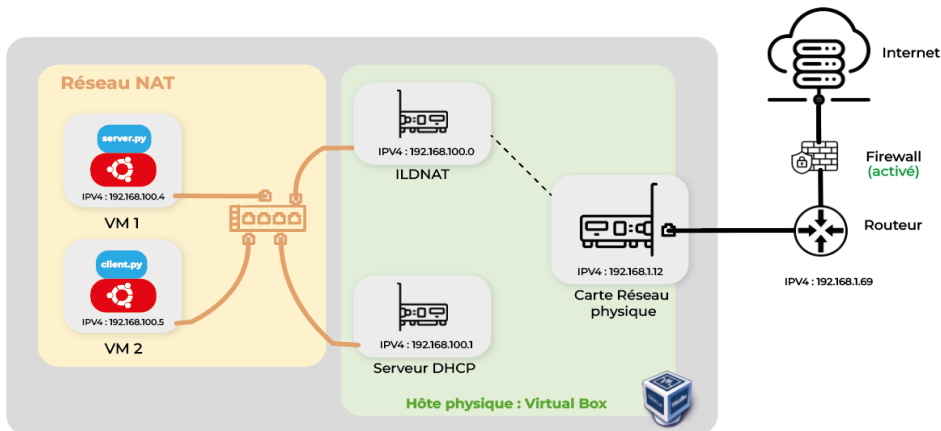 Internet
Réseau NAT
server.py
IPV4 : 192.168.100.4
VM 1
IPV4 : 192.168.100.0
ILDNAT
Firewall
(activé)
Routeur
IPV4 : 192.168.1.69
client.py
IPV4 : 192.168.100.5
VM 2
IPV4 : 192.168.1.12
Carte Réseau
physique
IPV4 : 192.168.100.1
Serveur DHCP
Hôte physique : Virtual Box